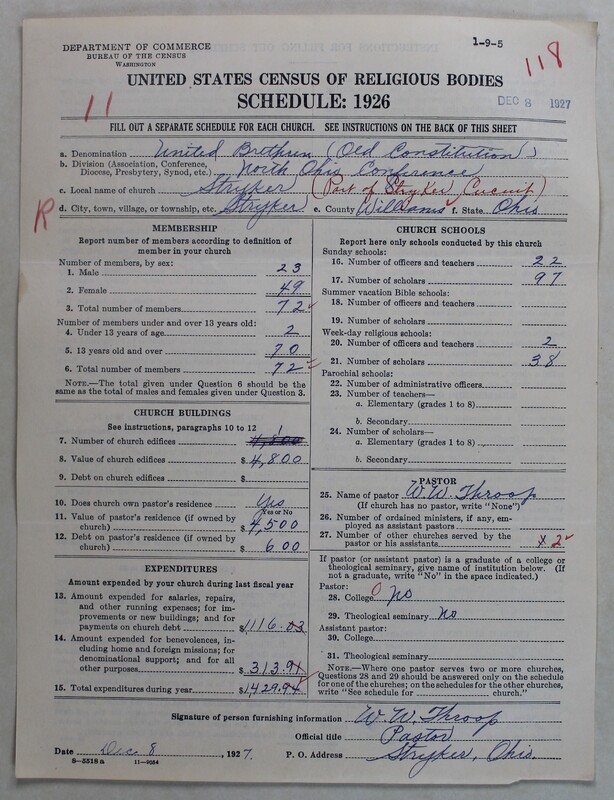 1-9-5
118
DEPARTMENT OF COMMERCE
BUREAU OF THE CENSUS
WASHINGTON
UNITED STATES CENSUS OF RELIGIOUS BODIES
SCHEDULE: 1926
11
DEC 8 1927
FILL OUT A SEPARATE SCHEDULE FOR EACH CHURCH. SEE INSTRUCTIONS ON THE BACK OF THIS SHEET
a. Denomination United Brethren (Old Constitution)
b. Division (Association, Conference,
Diocese, Presbytery, Synod, etc.) North Ohio Conference
c. Local name of church Stryker (Part of Stryker Circuit)
R
d. City, town, village, or township, etc. Stryker e. County Williams f. State Ohio
MEMBERSHIP
Report number of members according to definition of
member in your church
Number of members, by sex:
1. Male 23
2. Female 49
3. Total number of members 72
Number of members under and over 13 years old:
4. Under 13 years of age 2
5. 13 years old and over 70
6. Total number of members 72
NOTE.—The total given under Question 6 should be the
same as the total of males and females given under Question 3.
CHURCH BUILDINGS
See instructions, paragraphs 10 to 12
7. Number of church edifices 4,800 1
8. Value of church edifices $ 4,800
9. Debt on church edifices $
10. Does church own pastor's residence Yes
Yes or No
11. Value of pastor's residence (if owned by
church) $ 4,500
12. Debt on pastor's residence (if owned by
church) $ 600
EXPENDITURES
Amount expended by your church during last fiscal year
13. Amount expended for salaries, repairs,
and other running expenses; for im-
provements or new buildings; and for
payments on church debt $ 1116.03
14. Amount expended for benevolences, in-
cluding home and foreign missions; for
denominational support; and for all
other purposes $ 313.91
15. Total expenditures during year $ 1429.94
CHURCH SCHOOLS
Report here only schools conducted by this church
Sunday schools:
16. Number of officers and teachers 22
17. Number of scholars 97
Summer vacation Bible schools:
18. Number of officers and teachers
19. Number of scholars
Week-day religious schools:
20. Number of officers and teachers 2
21. Number of scholars 38
Parochial schools:
22. Number of administrative officers
23. Number of teachers—
a. Elementary (grades 1 to 8)
b. Secondary
24. Number of scholars—
a. Elementary (grades 1 to 8)
b. Secondary
PASTOR
25. Name of pastor W. W. Throop
(If church has no pastor, write "None")
26. Number of ordained ministers, if any, em-
ployed as assistant pastors
27. Number of other churches served by the
pastor or his assistants x 2
If pastor (or assistant pastor) is a graduate of a college or
theological seminary, give name of institution below. (If
not a graduate, write "No" in the space indicated.)
Pastor:
28. College 0 No
29. Theological seminary No
Assistant pastor:
30. College
31. Theological seminary
NOTE.—Where one pastor serves two or more churches,
Questions 28 and 29 should be answered only on the schedule
for one of the churches; on the schedules for the other churches,
write "See schedule for church."
Signature of person furnishing information W. W. Throop
Official title Pastor
Date Dec. 8, 1927. P. O. Address Stryker, Ohio.
8—5518a 11—9064